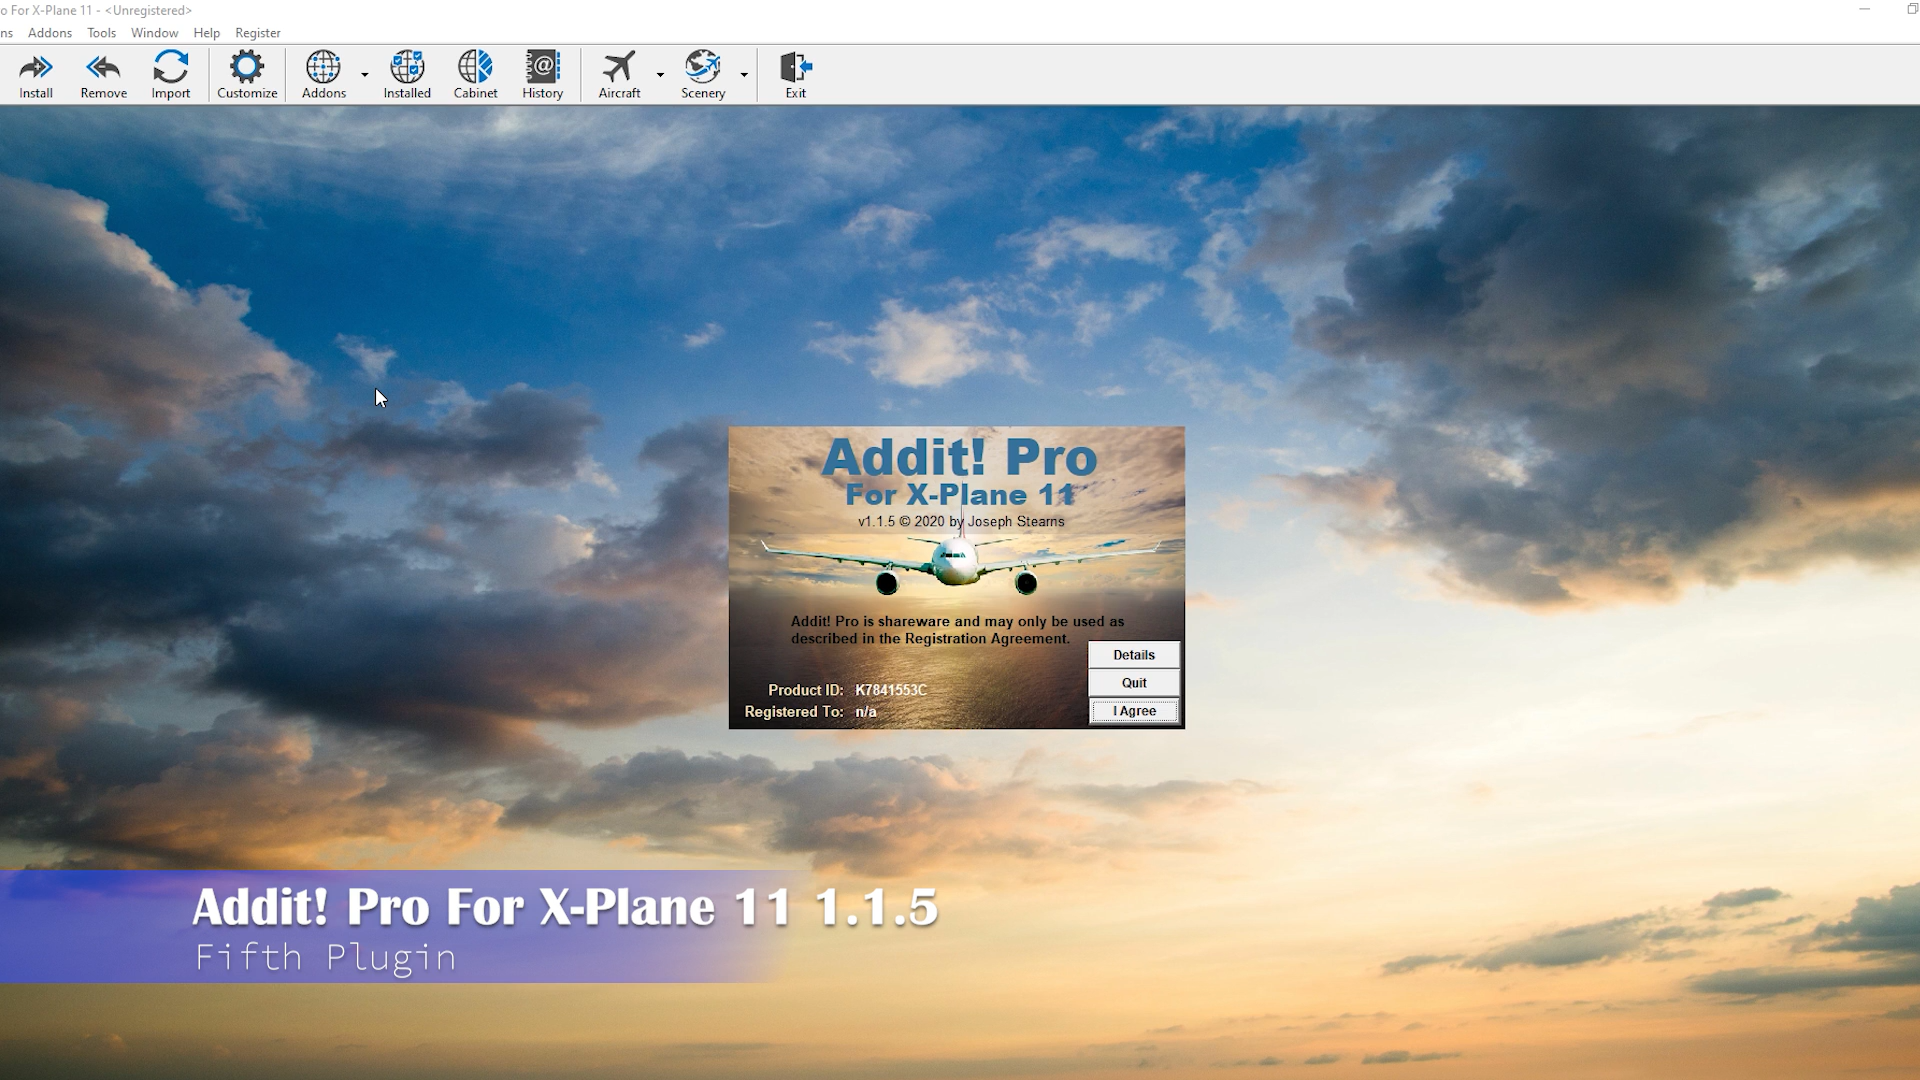 o For X-Plane 11 - <Unregistered>
ns Addons Tools Window Help Register
Install Remove Import Customize Addons Installed Cabinet History Aircraft Scenery Exit
Addit! Pro
For X-Plane 11
v1.1.5 © 2020 by Joseph Stearns
Addit! Pro is shareware and may only be used as
described in the Registration Agreement.
Details
Quit
Product ID: K7841553C
Registered To: n/a
I Agree
Addit! Pro For X-Plane 11 1.1.5
Fifth Plugin